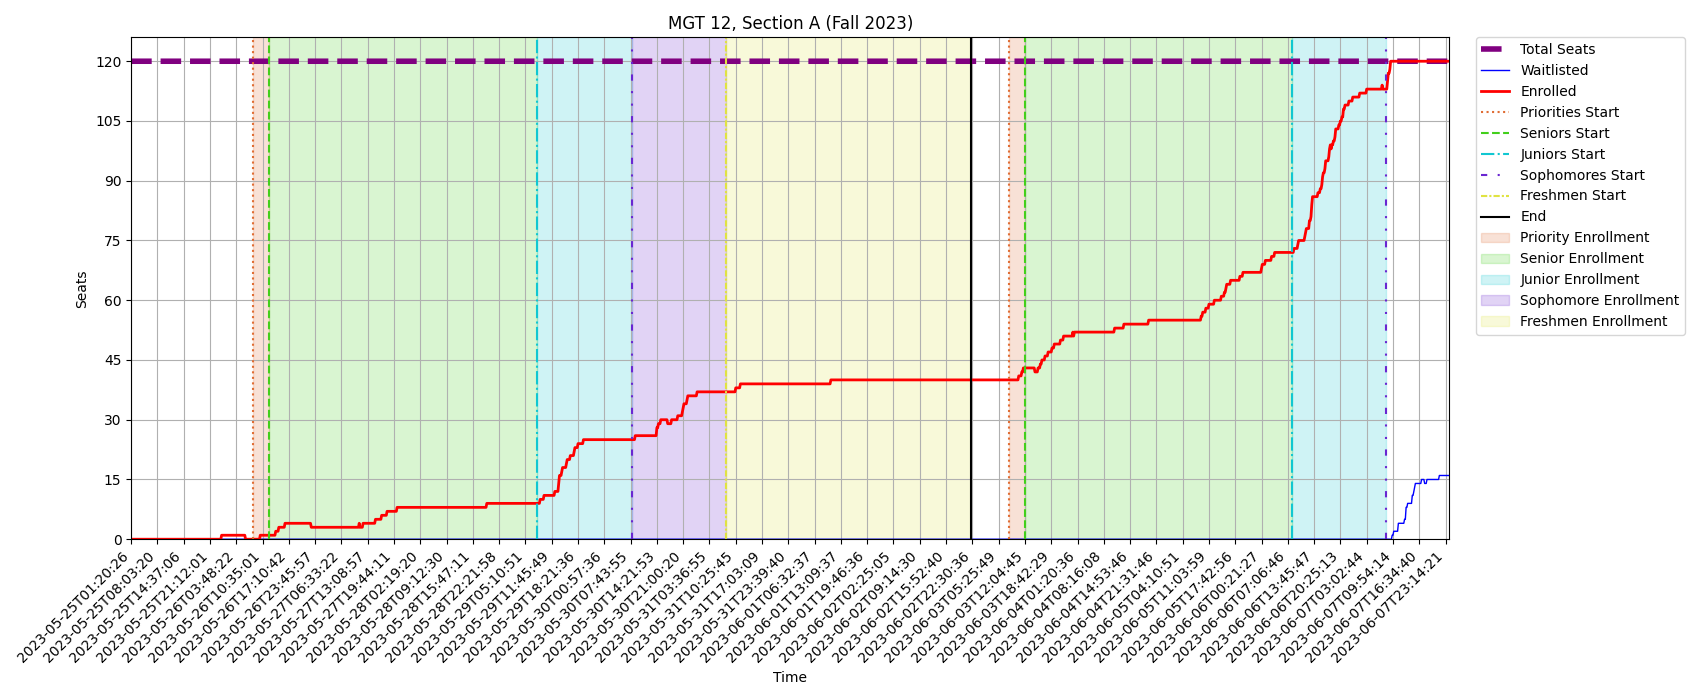 MGT 12, Section A (Fall 2023)
Seats
120
105
90
75
60
45
30
15
0
2023-05-25T01:20:26
2023-05-25T08:03:20
2023-05-25T14:37:06
2023-05-25T21:12:01
2023-05-26T03:48:22
2023-05-26T10:35:01
2023-05-26T17:10:42
2023-05-26T23:45:57
2023-05-27T06:33:22
2023-05-27T13:08:57
2023-05-27T19:44:11
2023-05-28T02:19:20
2023-05-28T09:12:30
2023-05-28T15:47:11
2023-05-28T22:21:58
2023-05-29T05:10:51
2023-05-29T11:45:49
2023-05-29T18:21:36
2023-05-30T00:57:36
2023-05-30T07:43:55
2023-05-30T14:21:53
2023-05-30T21:00:20
2023-05-31T03:36:55
2023-05-31T10:25:45
2023-05-31T17:03:09
2023-05-31T23:39:40
2023-06-01T06:32:37
2023-06-01T13:09:37
2023-06-01T19:46:36
2023-06-02T02:25:05
2023-06-02T09:14:30
2023-06-02T15:52:40
2023-06-02T22:30:36
2023-06-03T05:25:49
2023-06-03T12:04:45
2023-06-03T18:42:29
2023-06-04T01:20:36
2023-06-04T08:16:08
2023-06-04T14:53:46
2023-06-04T21:31:46
2023-06-05T04:10:51
2023-06-05T11:03:59
2023-06-05T17:42:56
2023-06-06T00:21:27
2023-06-06T07:06:46
2023-06-06T13:45:47
2023-06-06T20:25:13
2023-06-07T03:02:44
2023-06-07T09:54:14
2023-06-07T16:34:40
2023-06-07T23:14:21
Time
Total Seats
Waitlisted
Enrolled
Priorities Start
Seniors Start
Juniors Start
Sophomores Start
Freshmen Start
End
Priority Enrollment
Senior Enrollment
Junior Enrollment
Sophomore Enrollment
Freshmen Enrollment